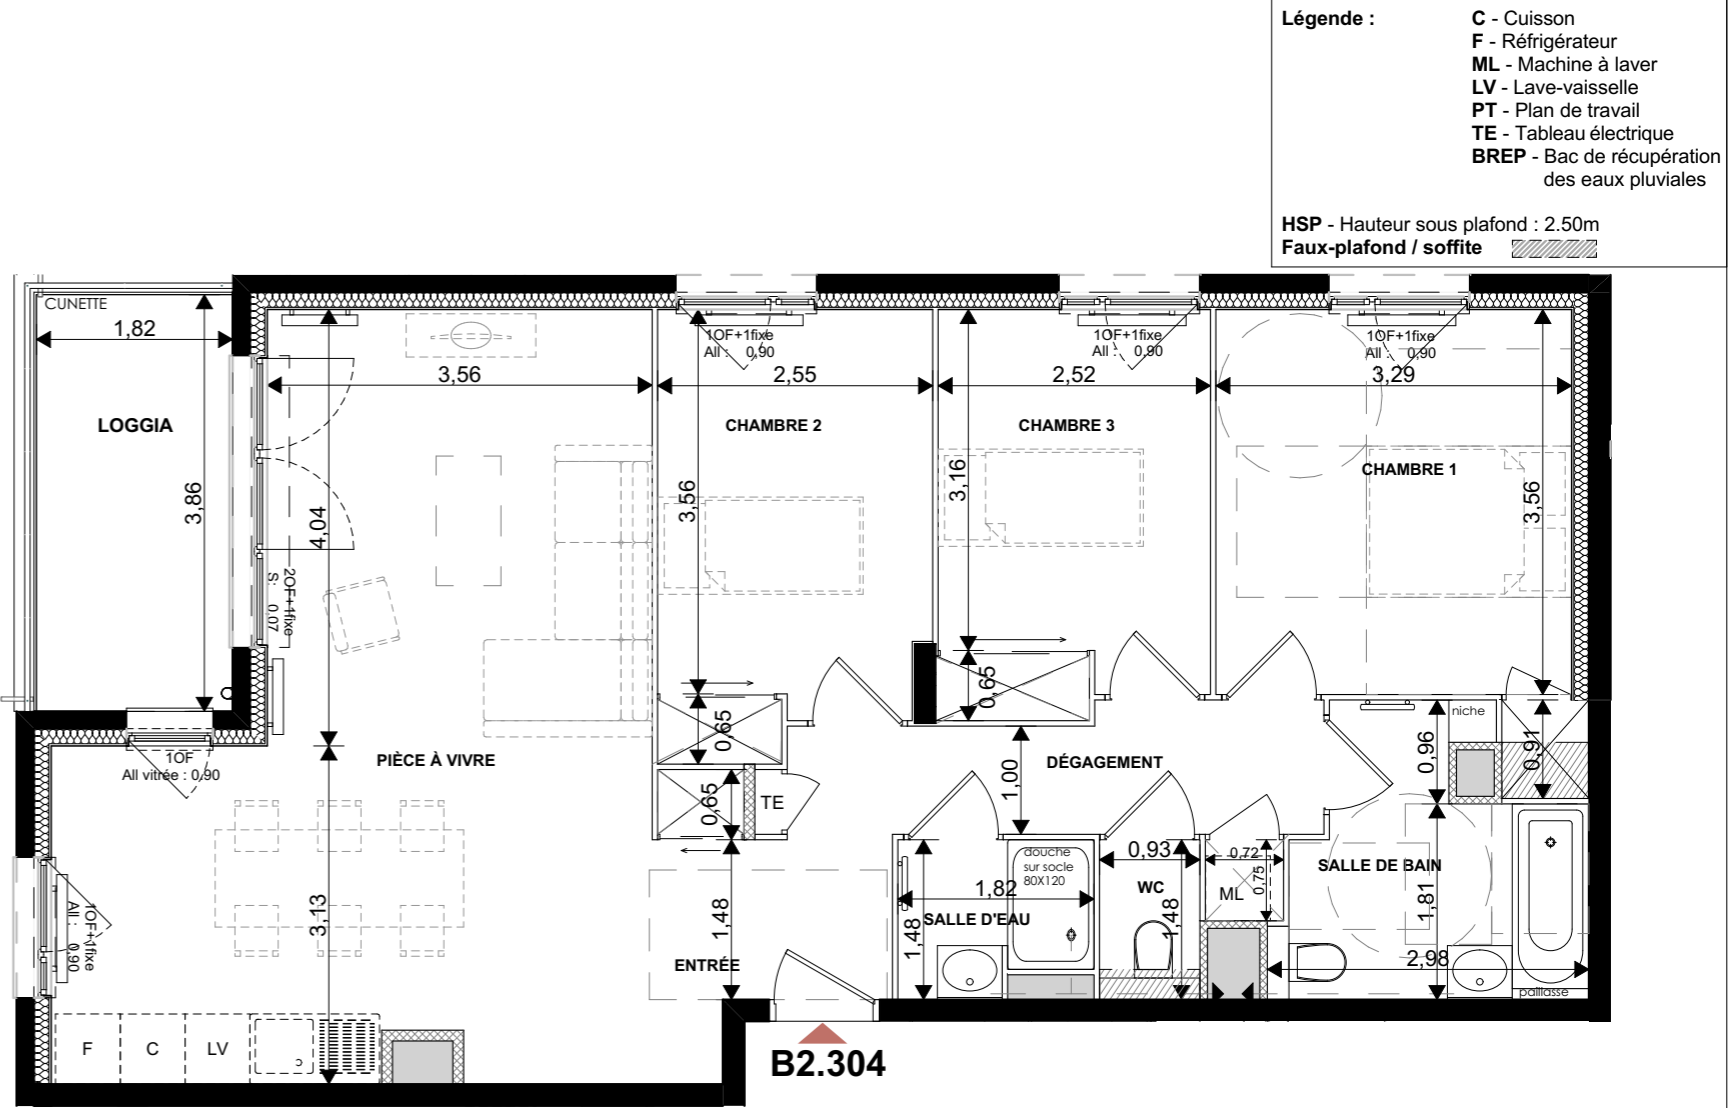 Légende :
C - Cuisson
F - Réfrigérateur
ML - Machine à laver
LV - Lave-vaisselle
PT - Plan de travail
TE - Tableau électrique
BREP - Bac de récupération
des eaux pluviales
HSP - Hauteur sous plafond : 2.50m
Faux-plafond / soffite
CUNETTE
1,82
LOGGIA
3,86
3,56
4,04
2OF+1fixe
S: 0,07
1OF+1fixe
All : 0,90
2,55
CHAMBRE 2
3,56
1OF+1fixe
All : 0,90
2,52
CHAMBRE 3
3,16
1OF+1fixe
All : 0,90
3,29
CHAMBRE 1
3,56
0,65
0,65
0,65
TE
1OF
All vitrée : 0,90
PIÈCE À VIVRE
DÉGAGEMENT
1,00
niche
0,96
0,91
1OF+1fixe
All : 0,90
3,13
1,48
ENTRÉE
douche
sur socle
80X120
1,82
1,48
SALLE D'EAU
0,93
WC
1,48
0,72
0,75
ML
SALLE DE BAIN
1,81
2,98
paillasse
F
C
LV
B2.304